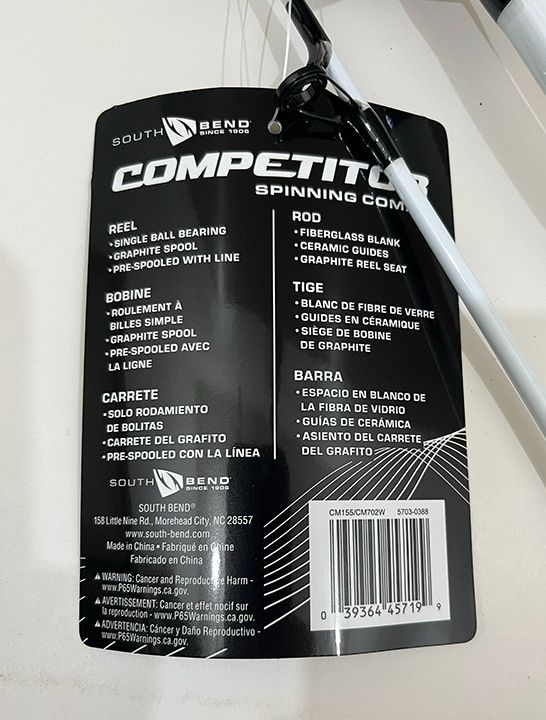 SOUTH BEND
SINCE 1906
COMPETITOR
SPINNING COM
REEL
• SINGLE BALL BEARING
• GRAPHITE SPOOL
• PRE-SPOOLED WITH LINE
BOBINE
• ROULEMENT À
BILLES SIMPLE
• GRAPHITE SPOOL
• PRE-SPOOLED AVEC
LA LIGNE
CARRETE
• SOLO RODAMIENTO
DE BOLITAS
• CARRETE DEL GRAFITO
• PRE-SPOOLED CON LA LÍNEA
ROD
• FIBERGLASS BLANK
• CERAMIC GUIDES
• GRAPHITE REEL SEAT
TIGE
• BLANC DE FIBRE DE VERRE
• GUIDES EN CÉRAMIQUE
• SIÈGE DE BOBINE
DE GRAPHITE
BARRA
• ESPACIO EN BLANCO DE
LA FIBRA DE VIDRIO
• GUÍAS DE CERÁMICA
• ASIENTO DEL CARRETE
DEL GRAFITO
SOUTH BEND
SINCE 1906
SOUTH BEND®
158 Little Nine Rd., Morehead City, NC 28557
www.south-bend.com
Made in China • Fabriqué en Chine
Fabricado en China
WARNING: Cancer and Reproductive Harm -
www.P65Warnings.ca.gov.
AVERTISSEMENT: Cancer et effet nocif sur
la reproduction - www.P65Warnings.ca.gov.
ADVERTENCIA: Cáncer y Daño Reproductivo -
www.P65Warnings.ca.gov.
CM155/CM702W 5703-0388
0 39364 45719 9